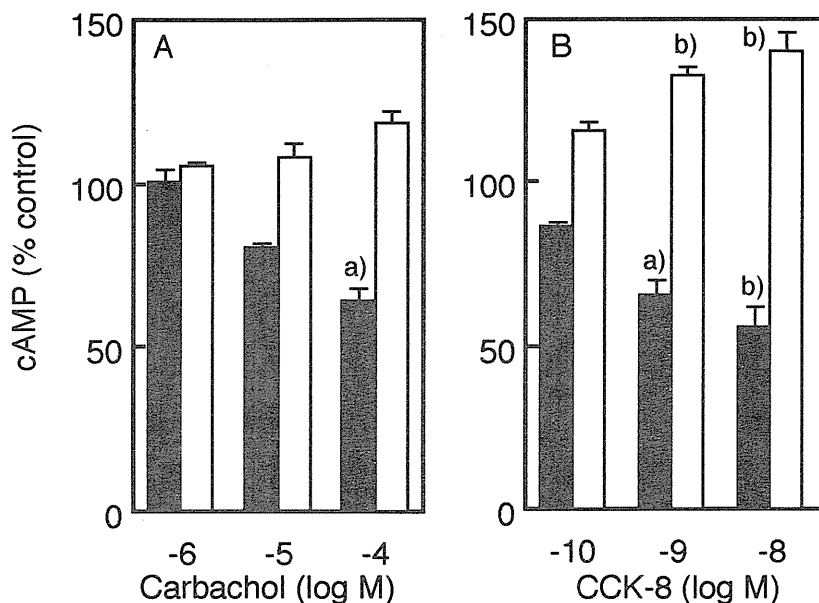 cAMP (% control)
150
100
50
0
A
a)
-6 -5 -4
Carbachol (log M)
150
100
50
0
B
a)
b)
b)
b)
-10 -9 -8
CCK-8 (log M)